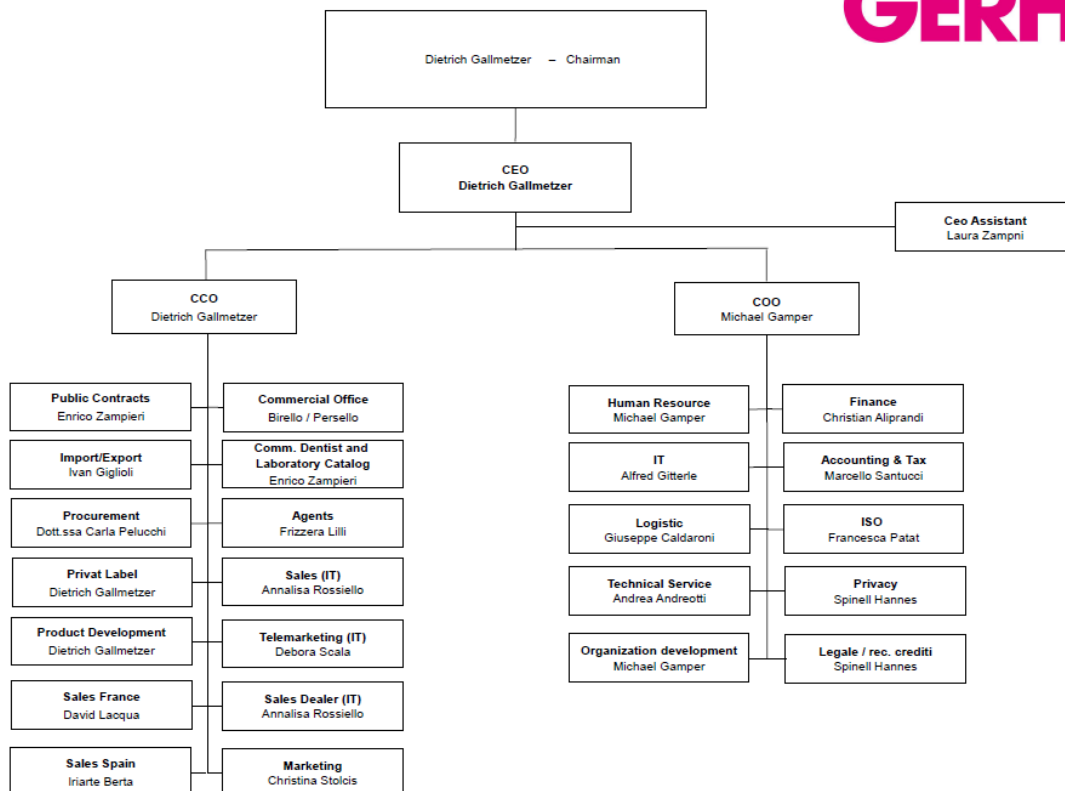 GERH
Dietrich Gallmetzer – Chairman
CEO
Dietrich Gallmetzer
Ceo Assistant
Laura Zampni
CCO
Dietrich Gallmetzer
COO
Michael Gamper
Public Contracts
Enrico Zampieri
Commercial Office
Birello / Persello
Import/Export
Ivan Giglioli
Comm. Dentist and
Laboratory Catalog
Enrico Zampieri
Procurement
Dott.ssa Carla Pelucchi
Agents
Frizzera Lilli
Privat Label
Dietrich Gallmetzer
Sales (IT)
Annalisa Rossiello
Product Development
Dietrich Gallmetzer
Telemarketing (IT)
Debora Scala
Sales France
David Lacqua
Sales Dealer (IT)
Annalisa Rossiello
Sales Spain
Iriarte Berta
Marketing
Christina Stolcis
Human Resource
Michael Gamper
Finance
Christian Aliprandi
IT
Alfred Gitterle
Accounting & Tax
Marcello Santucci
Logistic
Giuseppe Caldaroni
ISO
Francesca Patat
Technical Service
Andrea Andreotti
Privacy
Spinell Hannes
Organization development
Michael Gamper
Legale / rec. crediti
Spinell Hannes